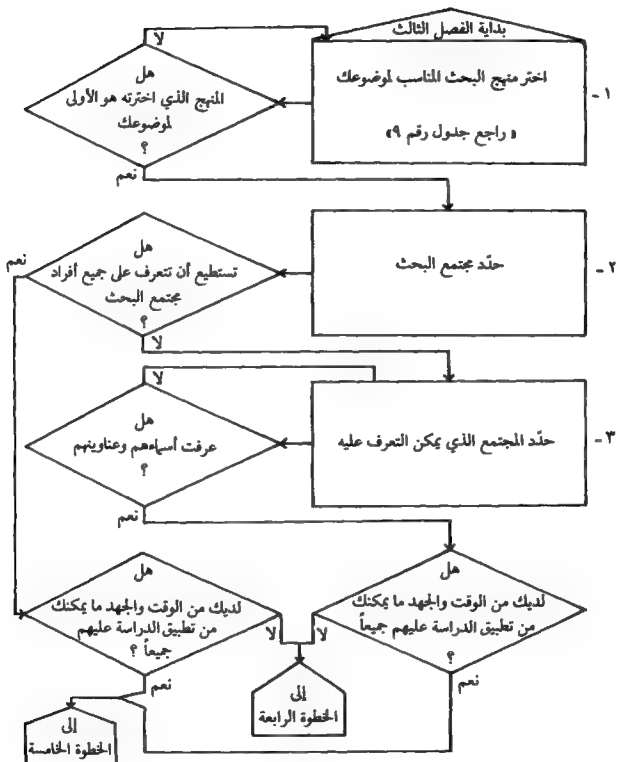 بداية الفصل الثالث
١ -
اختر منهج البحث المناسب لموضوعك
« راجع جدول رقم ٩»
لا
هل
المنهج الذي اخترته هو الأولى
لموضوعك
؟
نعم
٢ -
حدّد مجتمع البحث
هل
تستطيع أن تتعرف على جميع أفراد
مجتمع البحث
؟
نعم
لا
٣ -
حدّد المجتمع الذي يمكن التعرف عليه
لا
هل
عرفت أسماءهم وعناوينهم
؟
نعم
هل
لديك من الوقت والجهد ما يمكنك
من تطبيق الدراسة عليهم جميعاً
؟
لا
نعم
هل
لديك من الوقت والجهد ما يمكنك
من تطبيق الدراسة عليهم
جميعاً ؟
لا
نعم
إلى
الخطوة الرابعة
إلى
الخطوة الخامسة